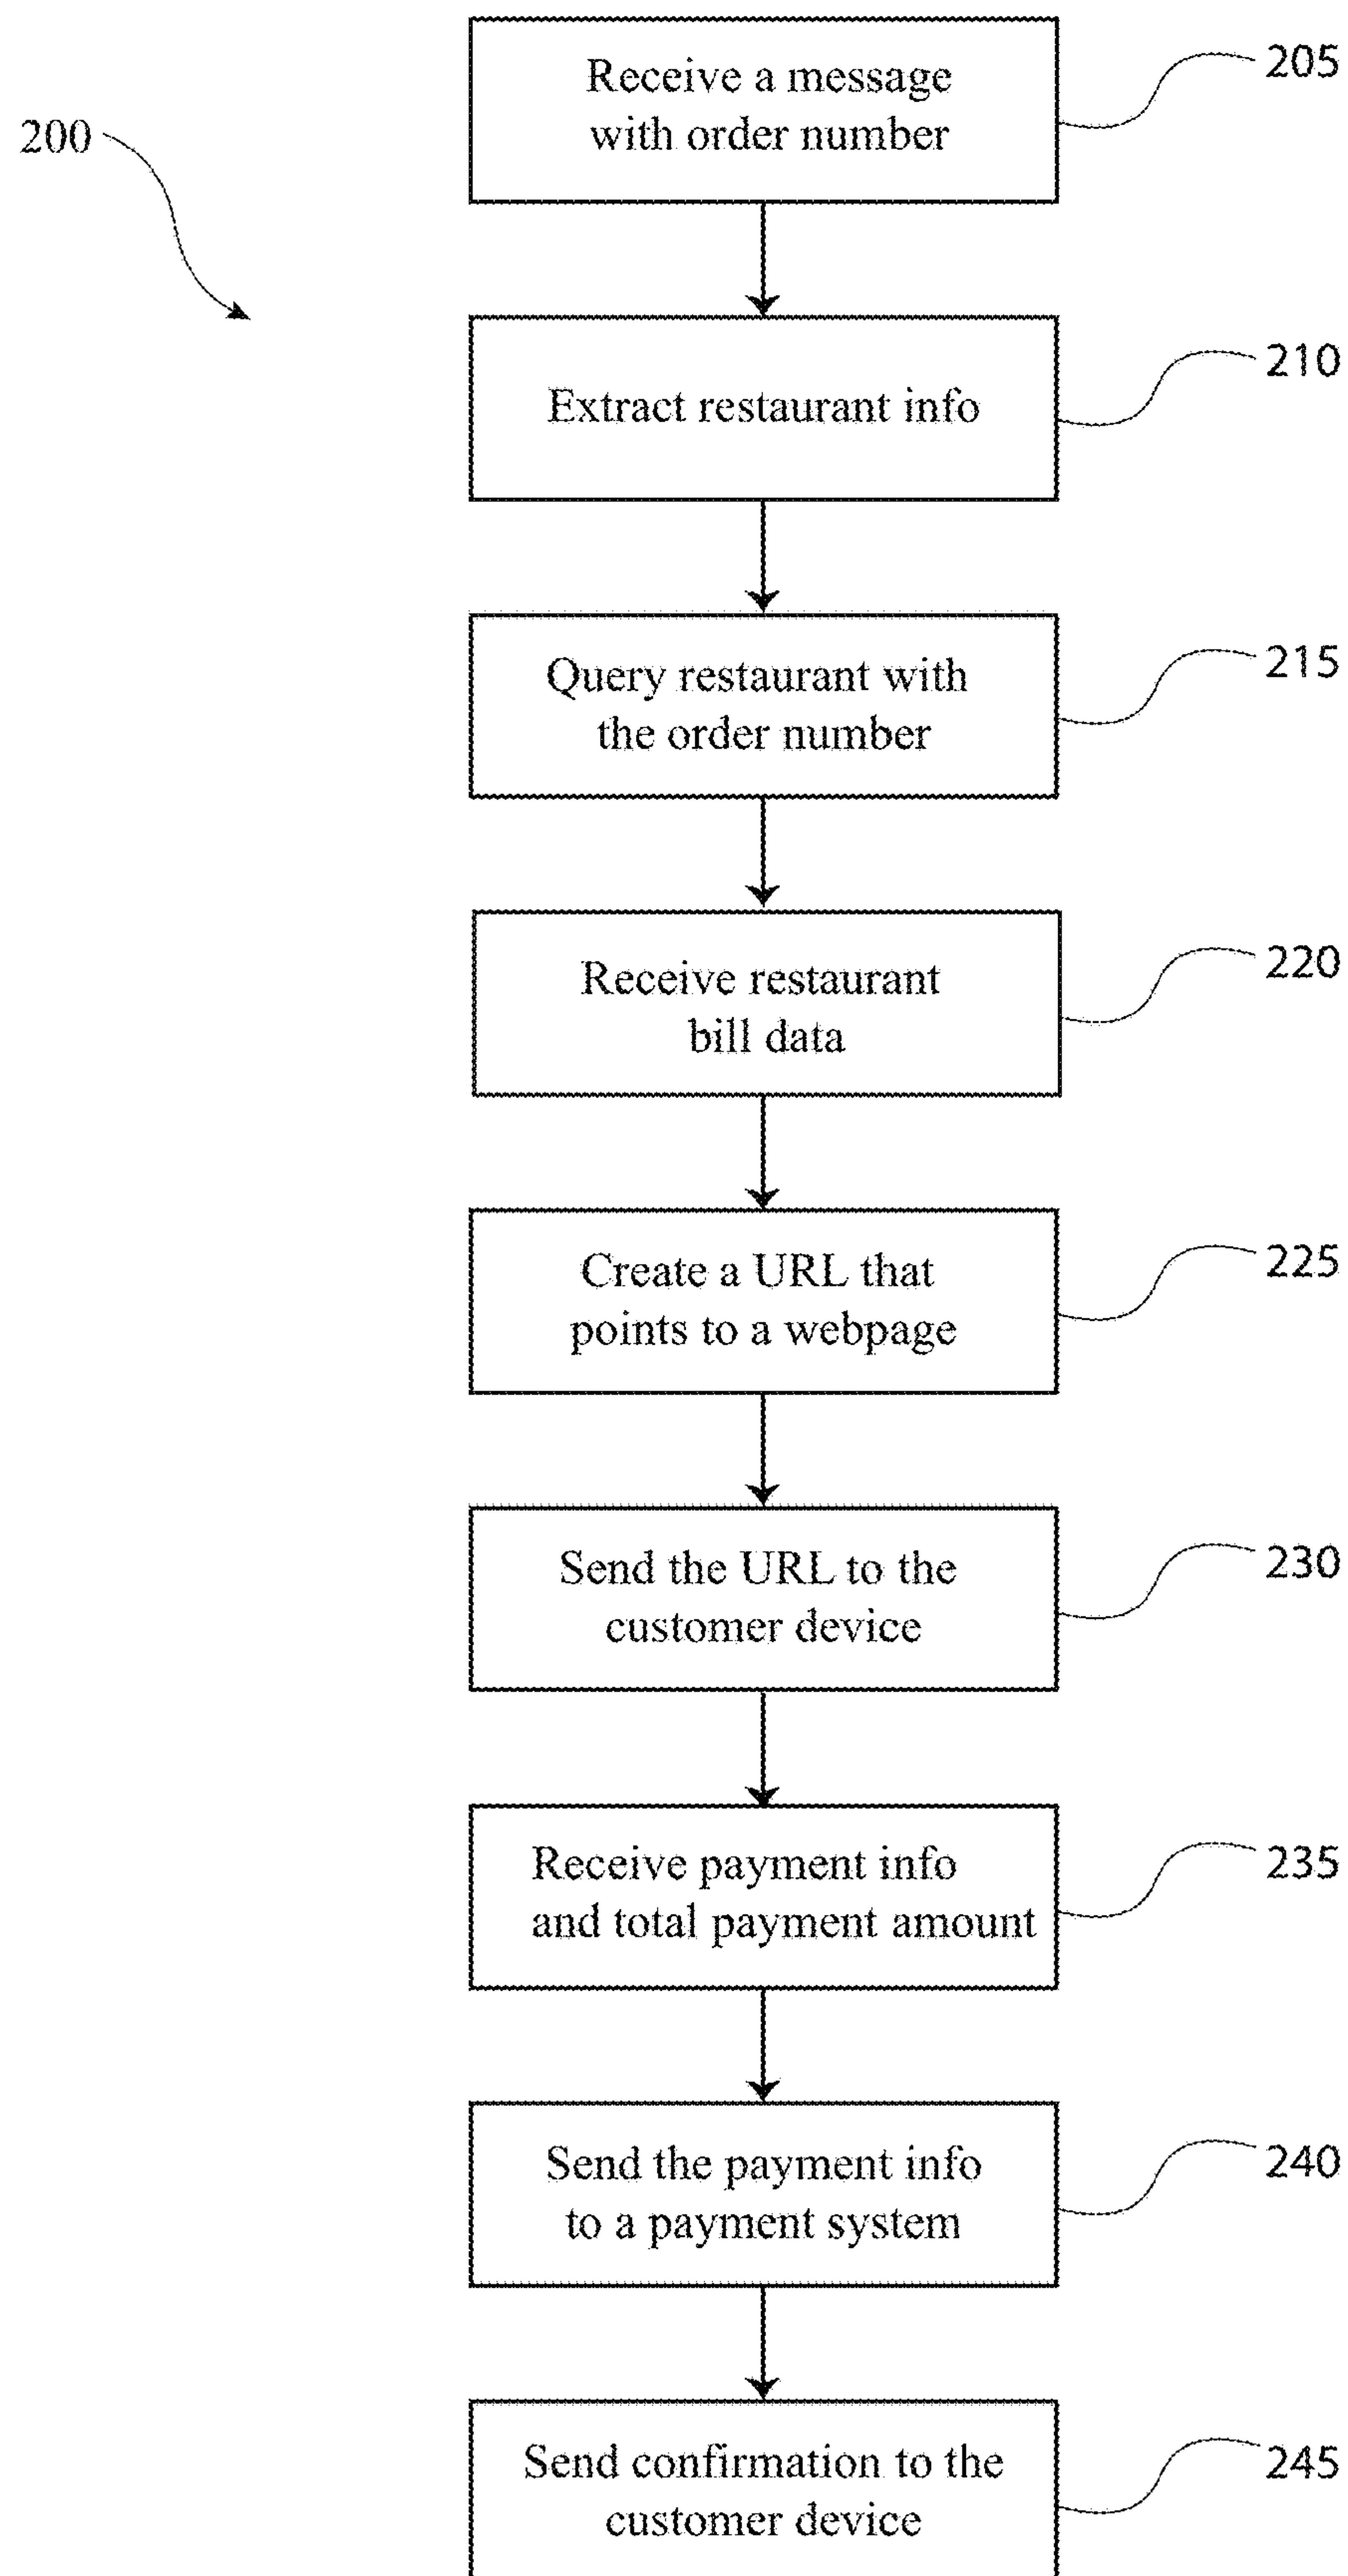 Receive a message
with order number
205
200
Extract restaurant info
210
Query restaurant with
the order number
215
Receive restaurant
bill data
220
Create a URL that
points to a webpage
225
Send the URL to the
customer device
230
Receive payment info
and total payment amount
235
Send the payment info
to a payment system
240
Send confirmation to the
customer device
245